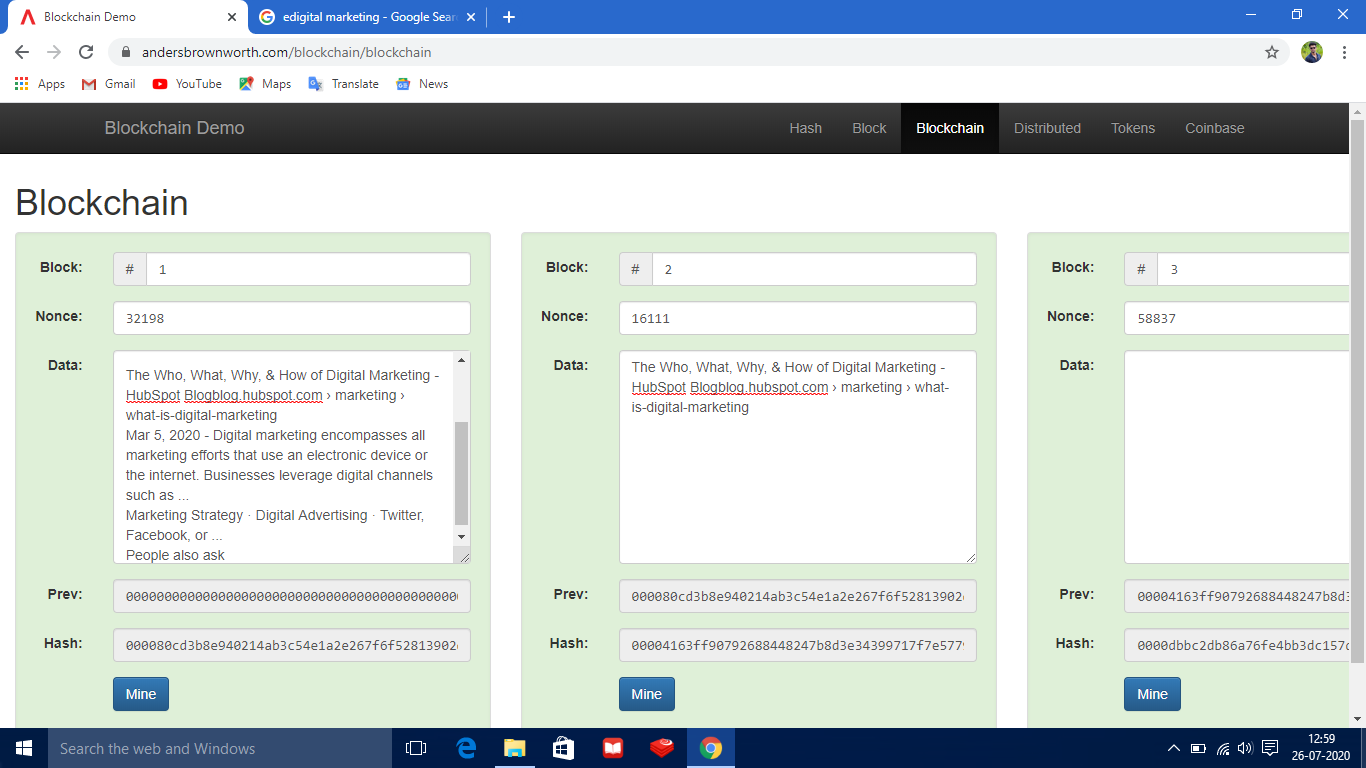 Blockchain Demo
edigital marketing - Google Sear
andersbrownworth.com/blockchain/blockchain
Apps Gmail YouTube Maps Translate News
Blockchain Demo Hash Block Blockchain Distributed Tokens Coinbase
Blockchain
Block: # 1
Nonce: 32198
Data:
The Who, What, Why, & How of Digital Marketing -
HubSpot Blogblog.hubspot.com › marketing ›
what-is-digital-marketing
Mar 5, 2020 - Digital marketing encompasses all
marketing efforts that use an electronic device or
the internet. Businesses leverage digital channels
such as ...
Marketing Strategy · Digital Advertising · Twitter,
Facebook, or ...
People also ask
Prev:
Hash: 000080cd3b8e940214ab3c54e1a2e267f6f52813902
Mine
Block: # 2
Nonce: 16111
Data:
The Who, What, Why, & How of Digital Marketing -
HubSpot Blogblog.hubspot.com › marketing › what-
is-digital-marketing
Prev: 000080cd3b8e940214ab3c54e1a2e267f6f52813902
Hash: 00004163ff90792688448247b8d3e34399717f7e577
Mine
Block: # 3
Nonce: 58837
Data:
Prev: 00004163ff90792688448247b8d3
Hash: 0000dbbc2db86a76fe4bb3dc157
Mine
Search the web and Windows
12:59
26-07-2020